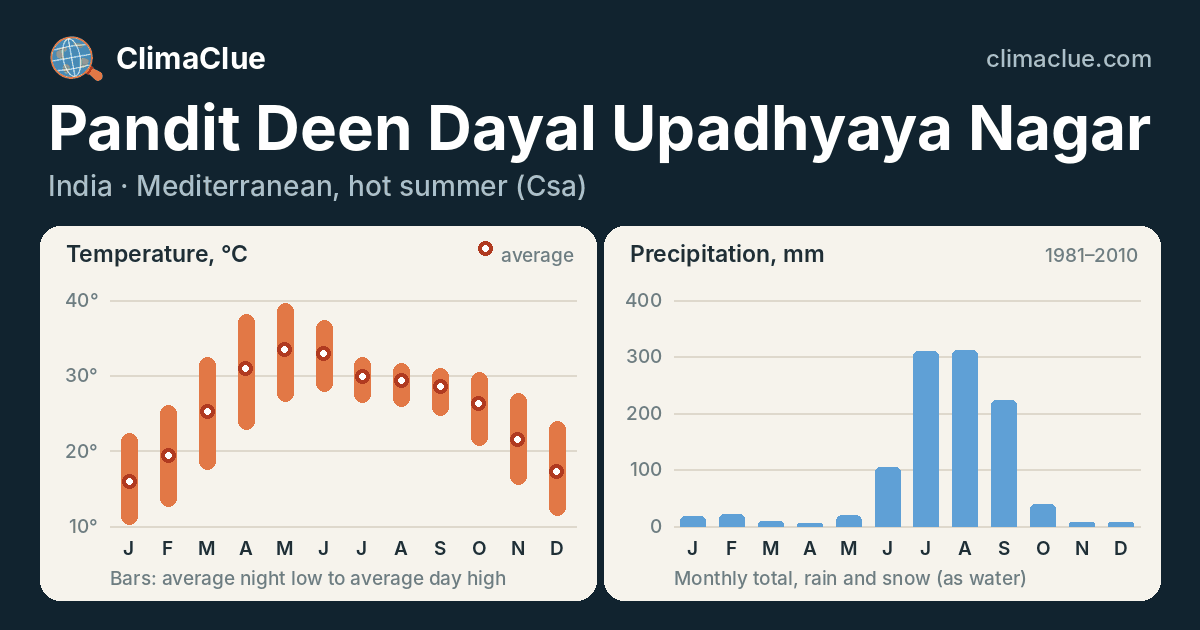 ClimaClue
climaclue.com
Pandit Deen Dayal Upadhyaya Nagar
India · Mediterranean, hot summer (Csa)
Temperature, °C
average
40°
30°
20°
10°
J F M A M J J A S O N D
Bars: average night low to average day high
Precipitation, mm
1981–2010
400
300
200
100
0
J F M A M J J A S O N D
Monthly total, rain and snow (as water)